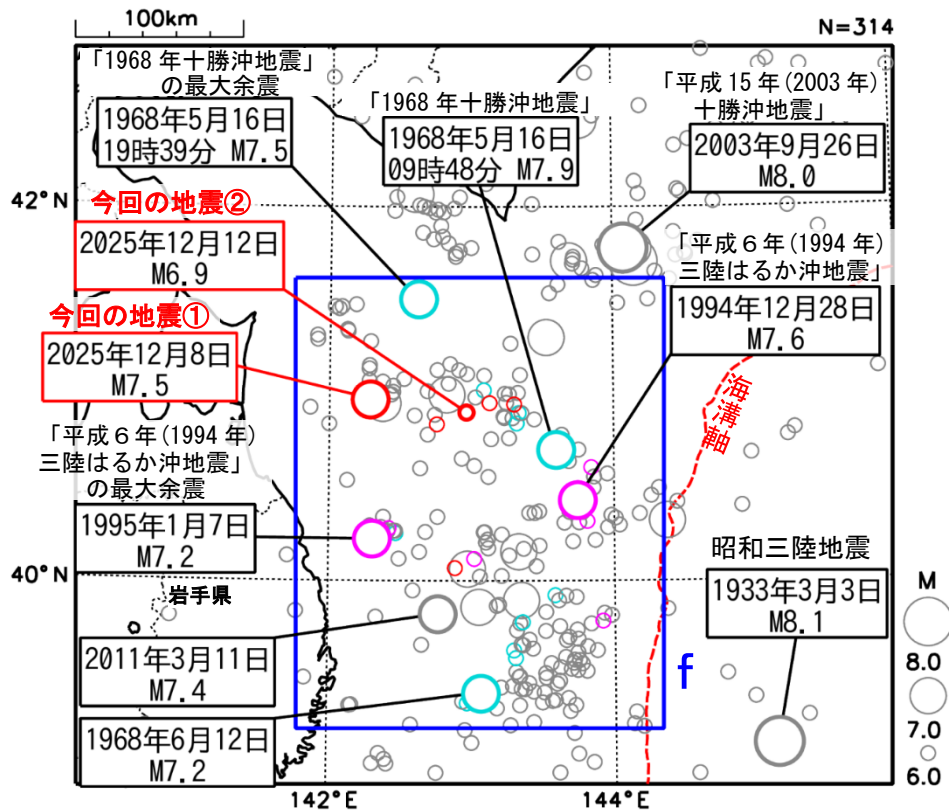 100km
N=314
「1968 年十勝沖地震」
の最大余震
1968年5月16日
19時39分 M7.5
「1968 年十勝沖地震」
1968年5月16日
09時48分 M7.9
「平成 15 年(2003 年)
十勝沖地震」
2003年9月26日
M8.0
42°N
今回の地震②
2025年12月12日
M6.9
「平成６年(1994 年)
三陸はるか沖地震」
1994年12月28日
M7.6
今回の地震①
2025年12月8日
M7.5
海溝軸
「平成６年(1994 年)
三陸はるか沖地震」
の最大余震
1995年1月7日
M7.2
40°N
岩手県
昭和三陸地震
1933年3月3日
M8.1
M
8.0
7.0
6.0
2011年3月11日
M7.4
f
1968年6月12日
M7.2
142°E
144°E